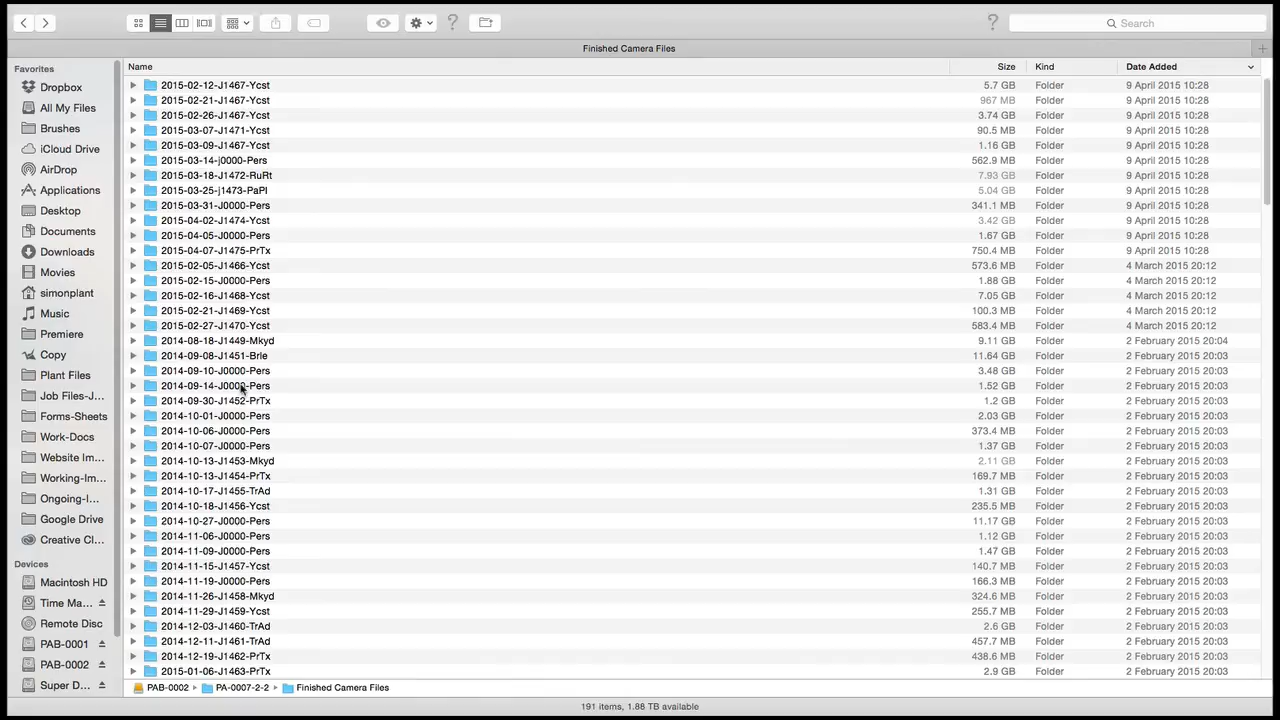 Search
Finished Camera Files
Favorites
Dropbox
All My Files
Brushes
iCloud Drive
AirDrop
Applications
Desktop
Documents
Downloads
Movies
simonplant
Music
Premiere
Copy
Plant Files
Job Files-J...
Forms-Sheets
Work-Docs
Website Im...
Working-Im...
Ongoing-I...
Google Drive
Creative Cl...
Devices
Macintosh HD
Time Ma...
Remote Disc
PAB-0001
PAB-0002
Super D...
Name Size Kind Date Added
2015-02-12-J1467-Ycst 5.7 GB Folder 9 April 2015 10:28
2015-02-21-J1467-Ycst 967 MB Folder 9 April 2015 10:28
2015-02-26-J1467-Ycst 3.74 GB Folder 9 April 2015 10:28
2015-03-07-J1471-Ycst 90.5 MB Folder 9 April 2015 10:28
2015-03-09-J1467-Ycst 1.16 GB Folder 9 April 2015 10:28
2015-03-14-j0000-Pers 562.9 MB Folder 9 April 2015 10:28
2015-03-18-J1472-RuRt 7.93 GB Folder 9 April 2015 10:28
2015-03-25-j1473-PaPl 5.04 GB Folder 9 April 2015 10:28
2015-03-31-J0000-Pers 341.1 MB Folder 9 April 2015 10:28
2015-04-02-J1474-Ycst 3.42 GB Folder 9 April 2015 10:28
2015-04-05-J0000-Pers 1.67 GB Folder 9 April 2015 10:28
2015-04-07-J1475-PrTx 750.4 MB Folder 9 April 2015 10:28
2015-02-05-J1466-Ycst 573.6 MB Folder 4 March 2015 20:12
2015-02-15-J0000-Pers 1.88 GB Folder 4 March 2015 20:12
2015-02-16-J1468-Ycst 7.05 GB Folder 4 March 2015 20:12
2015-02-21-J1469-Ycst 100.3 MB Folder 4 March 2015 20:12
2015-02-27-J1470-Ycst 583.4 MB Folder 4 March 2015 20:12
2014-08-18-J1449-Mkyd 9.11 GB Folder 2 February 2015 20:04
2014-09-08-J1451-Brie 11.64 GB Folder 2 February 2015 20:03
2014-09-10-J0000-Pers 3.48 GB Folder 2 February 2015 20:03
2014-09-14-J0000-Pers 1.52 GB Folder 2 February 2015 20:03
2014-09-30-J1452-PrTx 1.2 GB Folder 2 February 2015 20:03
2014-10-01-J0000-Pers 2.03 GB Folder 2 February 2015 20:03
2014-10-06-J0000-Pers 373.4 MB Folder 2 February 2015 20:03
2014-10-07-J0000-Pers 1.37 GB Folder 2 February 2015 20:03
2014-10-13-J1453-Mkyd 2.11 GB Folder 2 February 2015 20:03
2014-10-13-J1454-PrTx 169.7 MB Folder 2 February 2015 20:03
2014-10-17-J1455-TrAd 1.31 GB Folder 2 February 2015 20:03
2014-10-18-J1456-Ycst 235.5 MB Folder 2 February 2015 20:03
2014-10-27-J0000-Pers 11.17 GB Folder 2 February 2015 20:03
2014-11-06-J0000-Pers 1.12 GB Folder 2 February 2015 20:03
2014-11-09-J0000-Pers 1.47 GB Folder 2 February 2015 20:03
2014-11-15-J1457-Ycst 140.7 MB Folder 2 February 2015 20:03
2014-11-19-J0000-Pers 166.3 MB Folder 2 February 2015 20:03
2014-11-26-J1458-Mkyd 324.6 MB Folder 2 February 2015 20:03
2014-11-29-J1459-Ycst 255.7 MB Folder 2 February 2015 20:03
2014-12-03-J1460-TrAd 2.6 GB Folder 2 February 2015 20:03
2014-12-11-J1461-TrAd 457.7 MB Folder 2 February 2015 20:03
2014-12-19-J1462-PrTx 438.6 MB Folder 2 February 2015 20:03
2015-01-06-J1463-PrTx 2.9 GB Folder 2 February 2015 20:03
PAB-0002 PA-0007-2-2 Finished Camera Files
191 items, 1.88 TB available